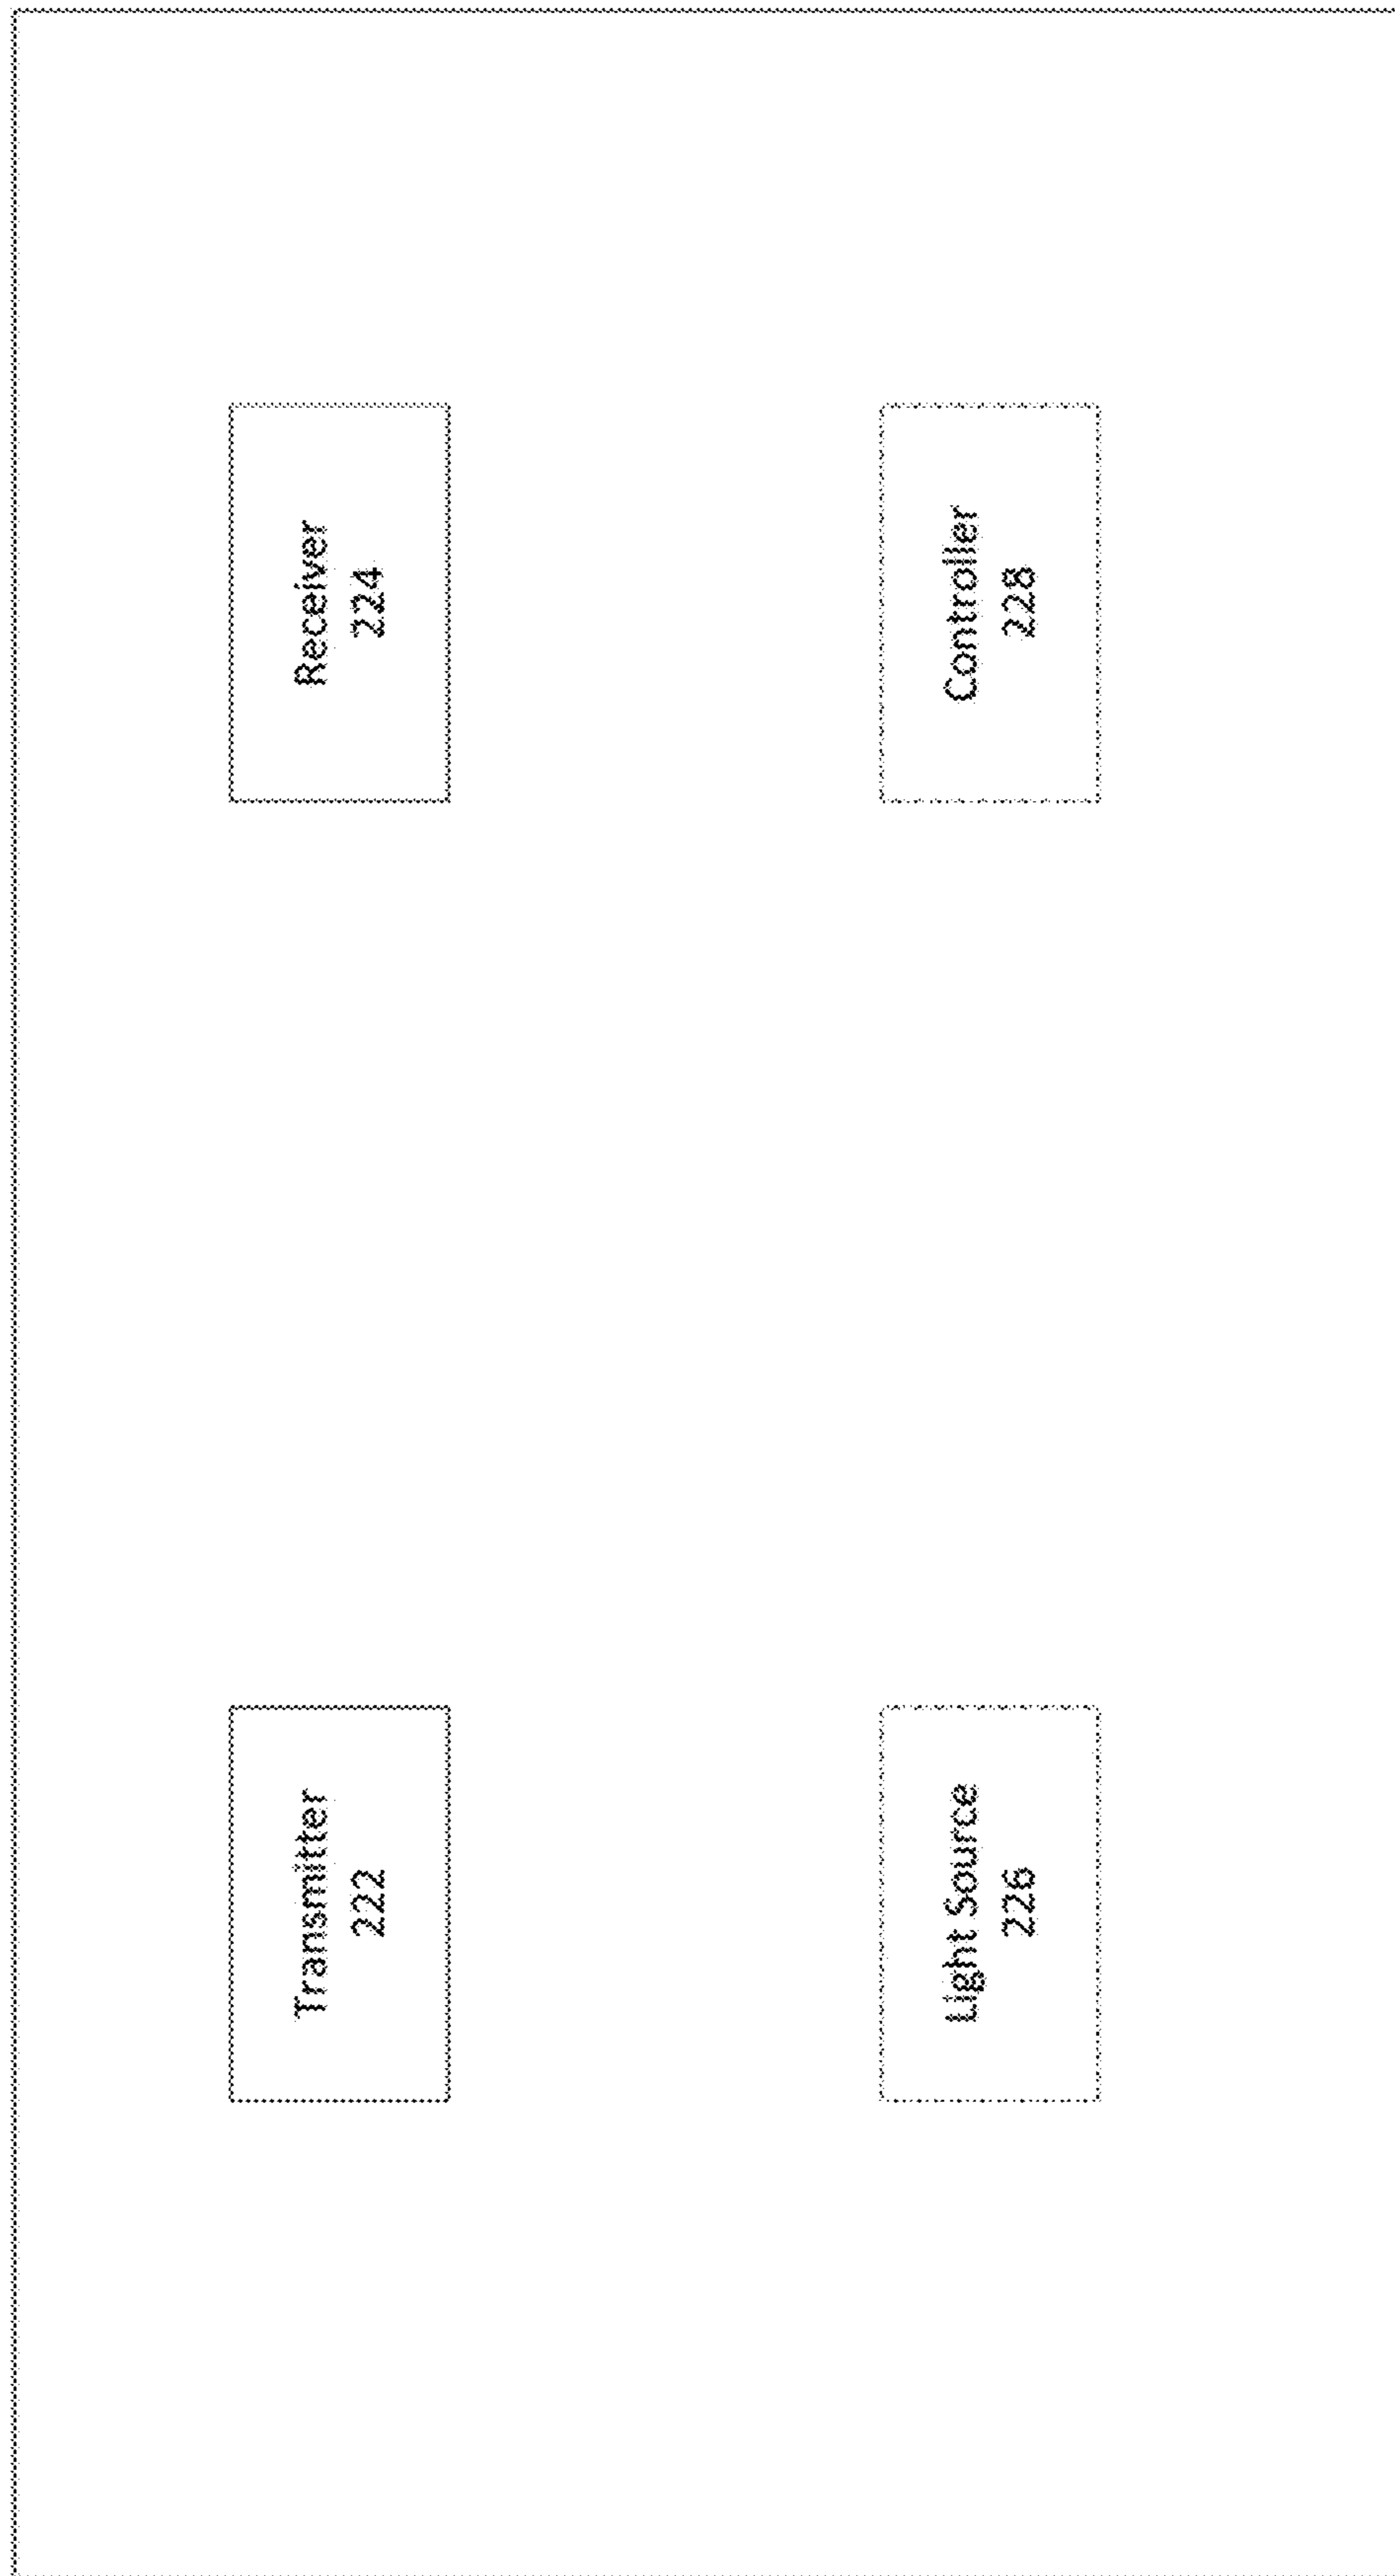 Transmitter
222
Receiver
224
Light Source
226
Controller
228